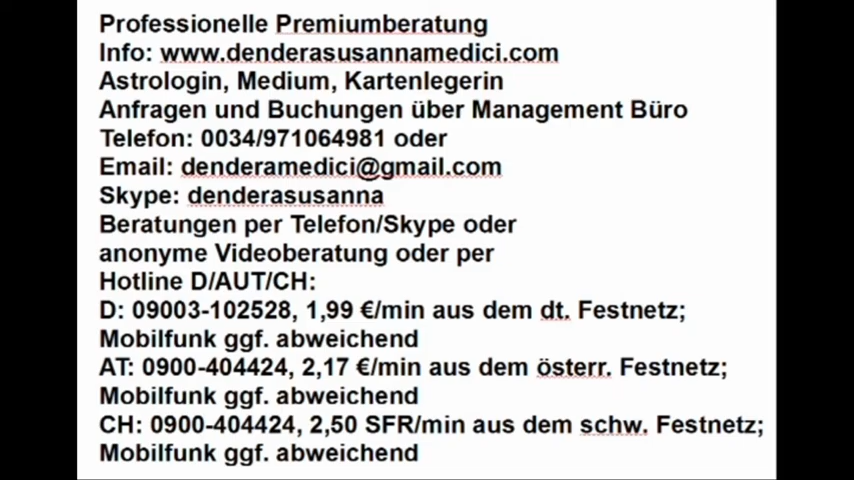 Professionelle Premiumberatung
Info: www.denderasusannamedici.com
Astrologin, Medium, Kartenlegerin
Anfragen und Buchungen über Management Büro
Telefon: 0034/971064981 oder
Email: denderamedici@gmail.com
Skype: denderasusanna
Beratungen per Telefon/Skype oder
anonyme Videoberatung oder per
Hotline D/AUT/CH:
D: 09003-102528, 1,99 €/min aus dem dt. Festnetz;
Mobilfunk ggf. abweichend
AT: 0900-404424, 2,17 €/min aus dem österr. Festnetz;
Mobilfunk ggf. abweichend
CH: 0900-404424, 2,50 SFR/min aus dem schw. Festnetz;
Mobilfunk ggf. abweichend